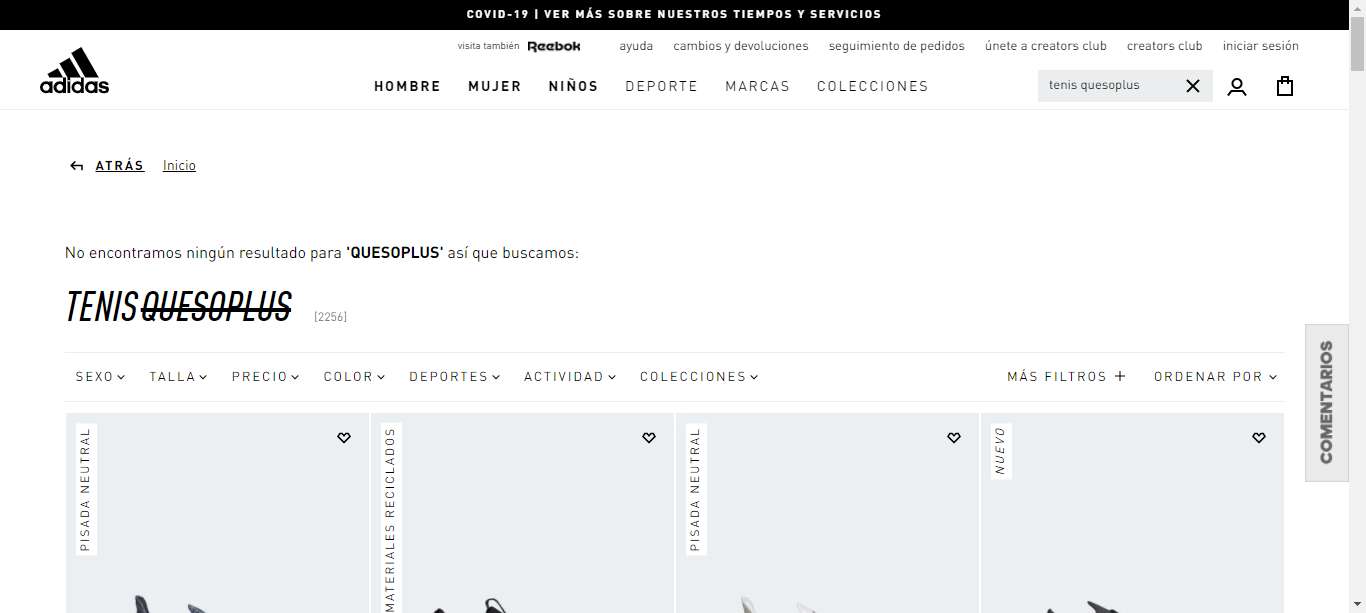 COVID-19 | VER MÁS SOBRE NUESTROS TIEMPOS Y SERVICIOS
visita también Reebok ayuda cambios y devoluciones seguimiento de pedidos únete a creators club creators club iniciar sesión
adidas
HOMBRE MUJER NIÑOS DEPORTE MARCAS COLECCIONES tenis quesoplus
ATRÁS Inicio
No encontramos ningún resultado para 'QUESOPLUS' así que buscamos:
TENIS QUESOPLUS [2256]
SEXO TALLA PRECIO COLOR DEPORTES ACTIVIDAD COLECCIONES MÁS FILTROS + ORDENAR POR
PISADA NEUTRAL
MATERIALES RECICLADOS
PISADA NEUTRAL
NUEVO
COMENTARIOS